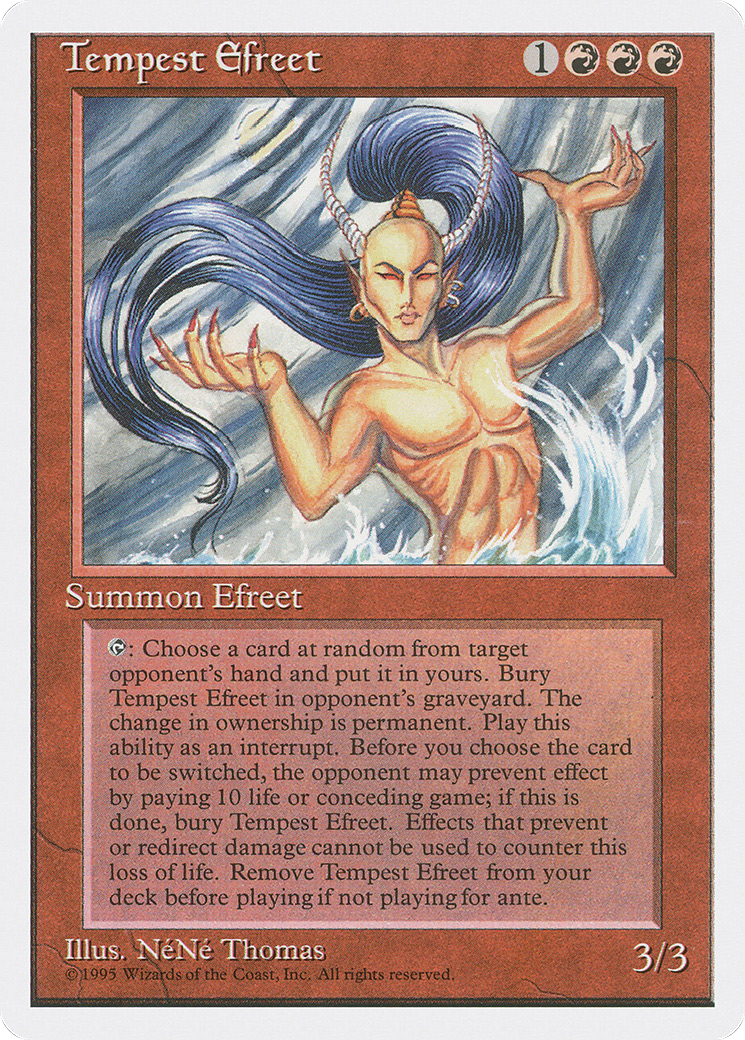 Tempest Efreet 1
Summon Efreet
: Choose a card at random from target
opponent's hand and put it in yours. Bury
Tempest Efreet in opponent's graveyard. The
change in ownership is permanent. Play this
ability as an interrupt. Before you choose the card
to be switched, the opponent may prevent effect
by paying 10 life or conceding game; if this is
done, bury Tempest Efreet. Effects that prevent
or redirect damage cannot be used to counter this
loss of life. Remove Tempest Efreet from your
deck before playing if not playing for ante.
Illus. NéNé Thomas
3/3
©1995 Wizards of the Coast, Inc. All rights reserved.